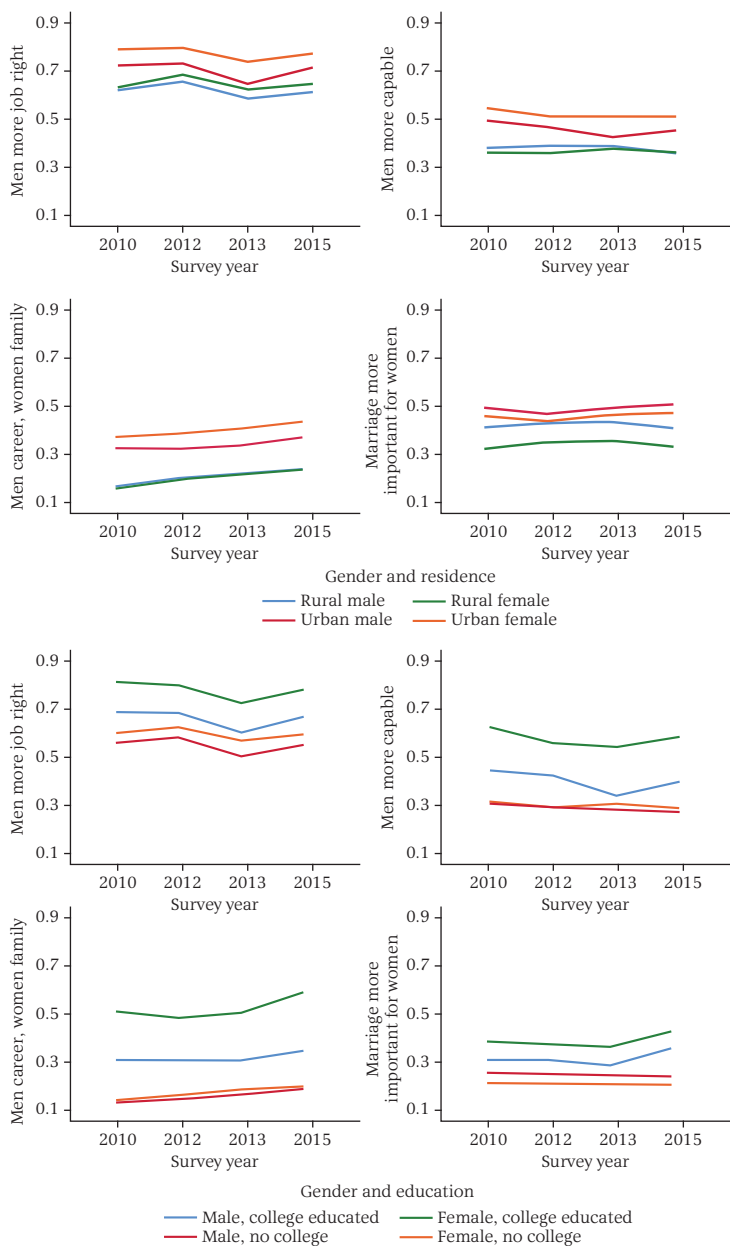 Men more job right
0.9
0.7
0.5
0.3
0.1
2010 2012 2013 2015
Survey year
Men more capable
0.9
0.7
0.5
0.3
0.1
2010 2012 2013 2015
Survey year
Men career, women family
0.9
0.7
0.5
0.3
0.1
2010 2012 2013 2015
Survey year
Marriage more
important for women
0.9
0.7
0.5
0.3
0.1
2010 2012 2013 2015
Survey year
Gender and residence
Rural male Rural female
Urban male Urban female
Men more job right
0.9
0.7
0.5
0.3
0.1
2010 2012 2013 2015
Survey year
Men more capable
0.9
0.7
0.5
0.3
0.1
2010 2012 2013 2015
Survey year
Men career, women family
0.9
0.7
0.5
0.3
0.1
2010 2012 2013 2015
Survey year
Marriage more
important for women
0.9
0.7
0.5
0.3
0.1
2010 2012 2013 2015
Survey year
Gender and education
Male, college educated Female, college educated
Male, no college Female, no college